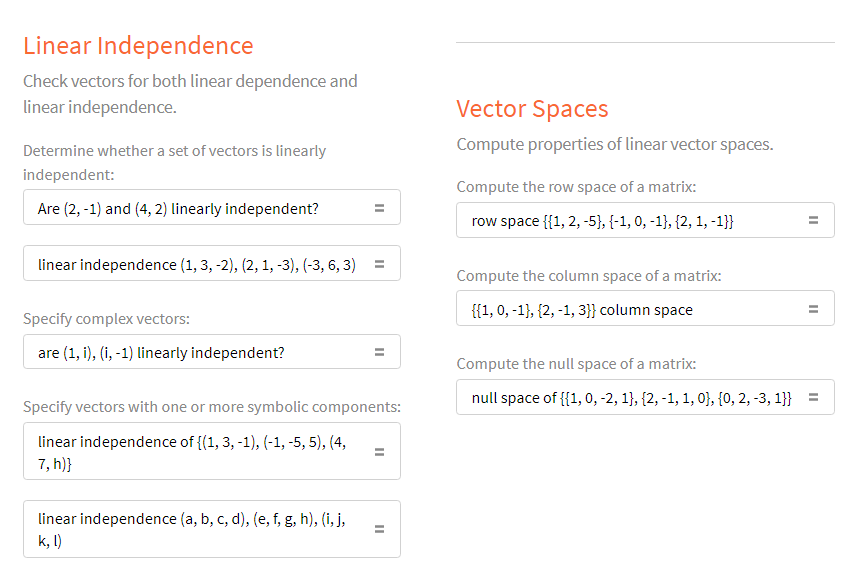 Linear Independence
Check vectors for both linear dependence and
linear independence.
Determine whether a set of vectors is linearly
independent:
Are (2, -1) and (4, 2) linearly independent?
=
linear independence (1, 3, -2), (2, 1, -3), (-3, 6, 3)
=
Specify complex vectors:
are (1, i), (i, -1) linearly independent?
=
Specify vectors with one or more symbolic components:
linear independence of {(1, 3, -1), (-1, -5, 5), (4,
7, h)}
=
linear independence (a, b, c, d), (e, f, g, h), (i, j,
k, l)
=
Vector Spaces
Compute properties of linear vector spaces.
Compute the row space of a matrix:
row space {{1, 2, -5}, {-1, 0, -1}, {2, 1, -1}}
=
Compute the column space of a matrix:
{{1, 0, -1}, {2, -1, 3}} column space
=
Compute the null space of a matrix:
null space of {{1, 0, -2, 1}, {2, -1, 1, 0}, {0, 2, -3, 1}}
=